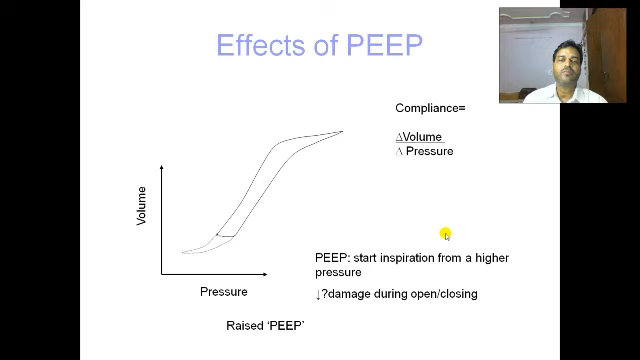 Effects of PEEP
Compliance=
∆Volume
∆ Pressure
Volume
Pressure
PEEP: start inspiration from a higher
pressure
↓?damage during open/closing
Raised ‘PEEP’